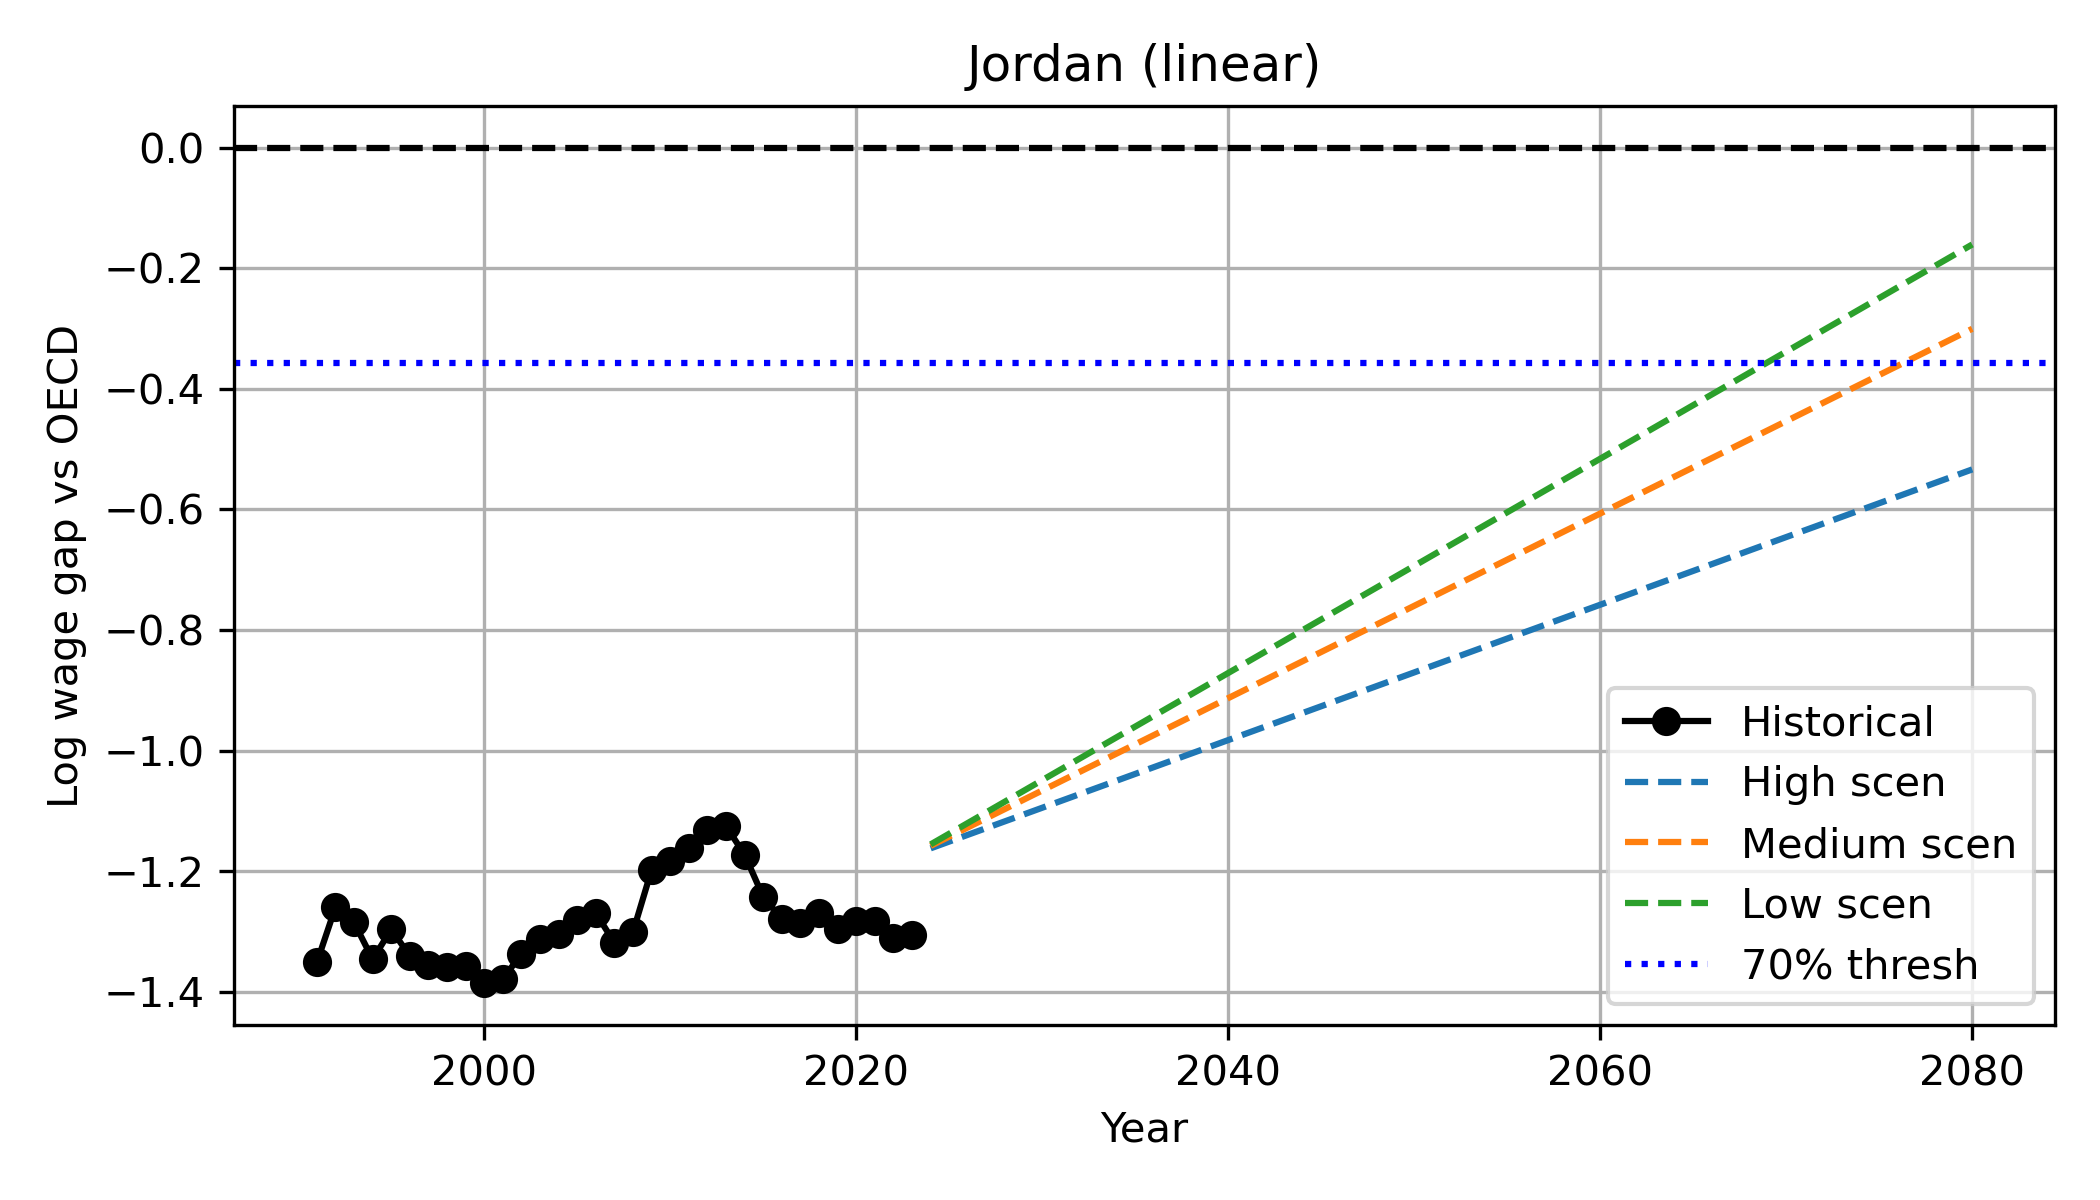 Jordan (linear)
Log wage gap vs OECD
0.0
−0.2
−0.4
−0.6
−0.8
−1.0
−1.2
−1.4
Historical
High scen
Medium scen
Low scen
70% thresh
2000
2020
2040
2060
2080
Year